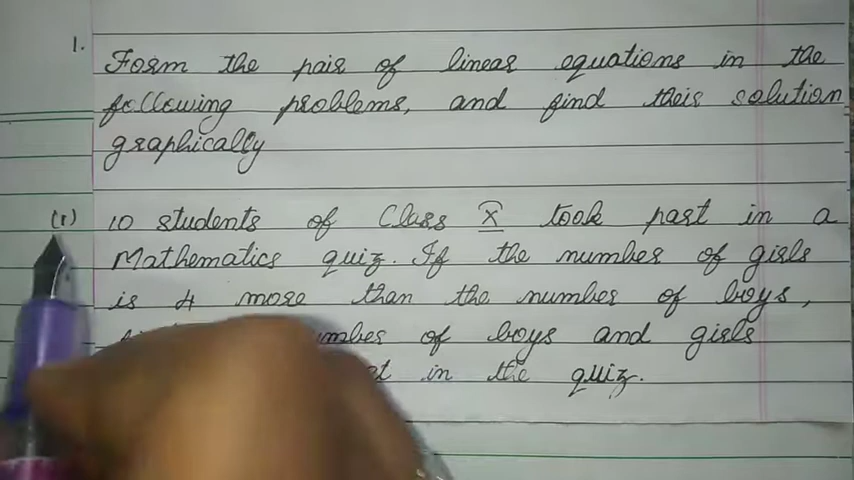 1.
Form the pair of linear equations in the
following problems, and find their solution
graphically
(i) 10 students of Class X took part in a
Mathematics quiz. If the number of girls
is 4 more than the number of boys,
of boys and girls
in the quiz.